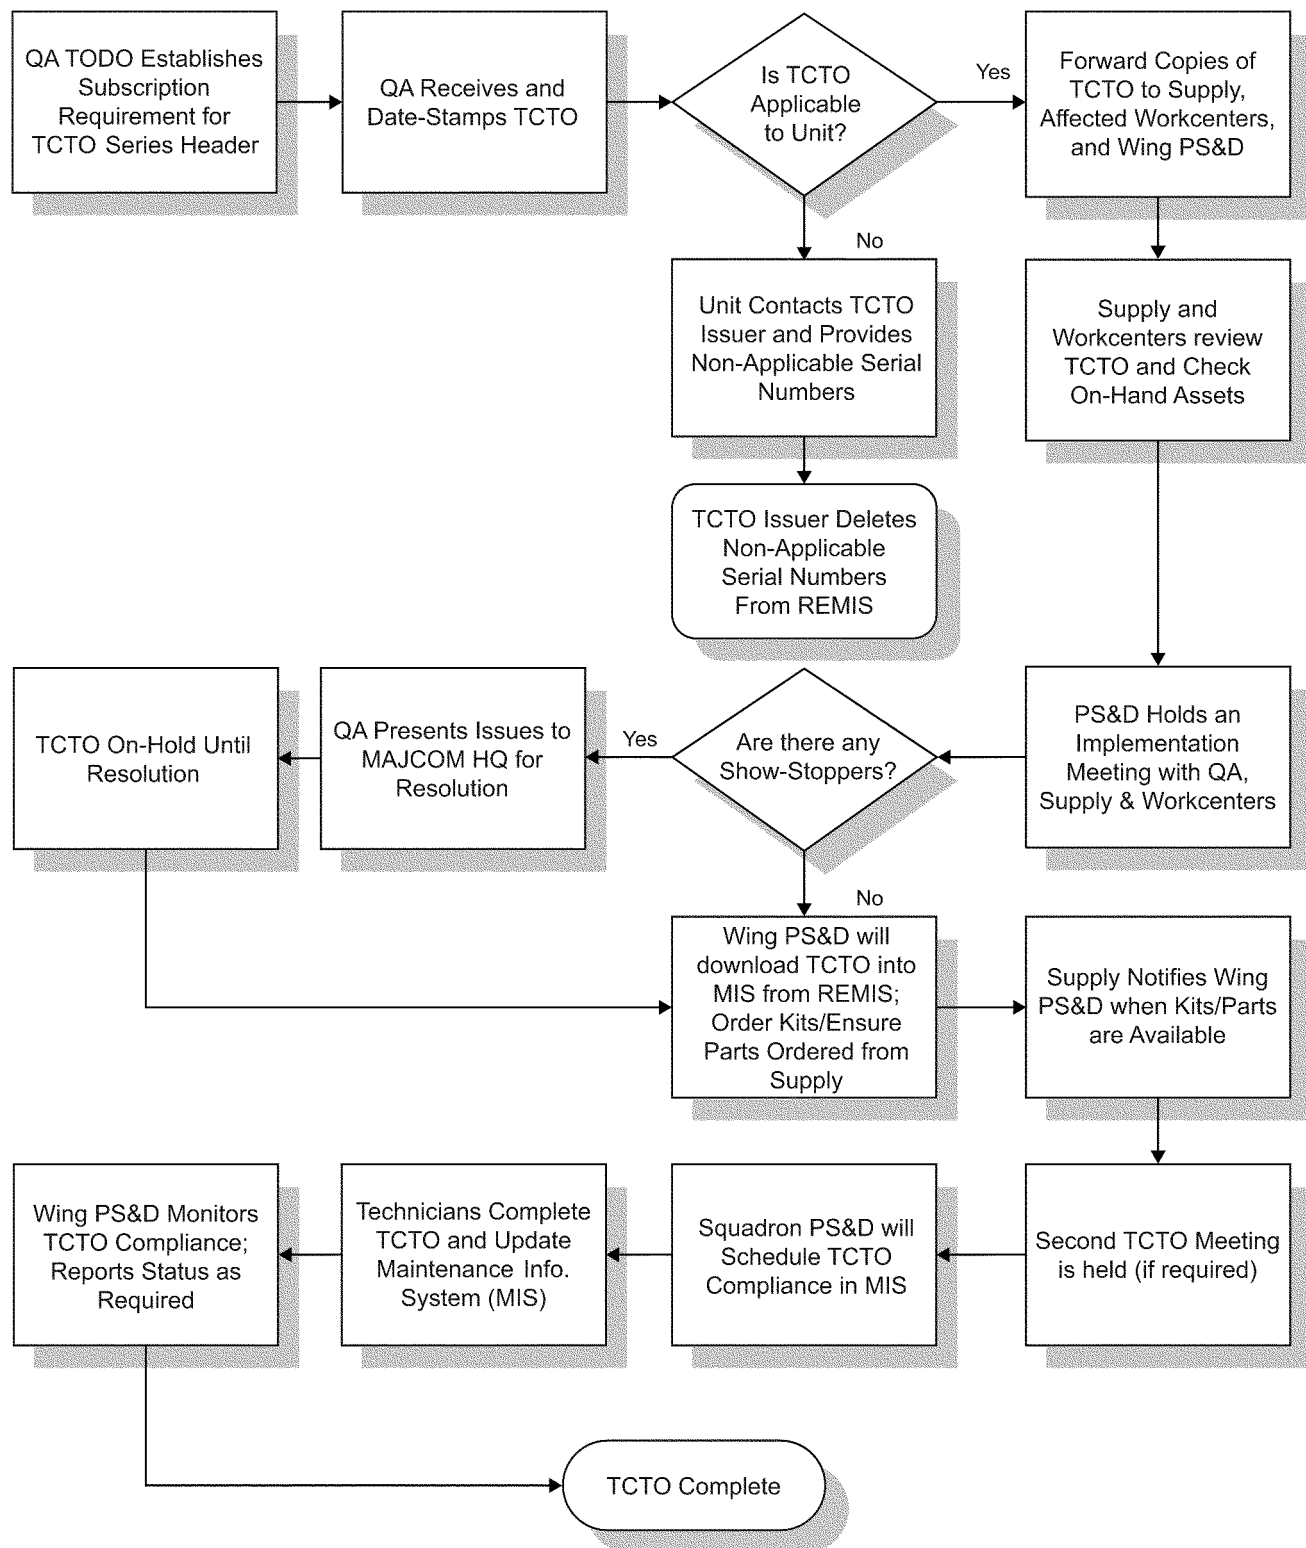 QA TODO Establishes
Subscription
Requirement for
TCTO Series Header
QA Receives and
Date-Stamps TCTO
Is TCTO
Applicable
to Unit?
Yes
Forward Copies of
TCTO to Supply,
Affected Workcenters,
and Wing PS&D
No
Unit Contacts TCTO
Issuer and Provides
Non-Applicable Serial
Numbers
Supply and
Workcenters review
TCTO and Check
On-Hand Assets
TCTO Issuer Deletes
Non-Applicable
Serial Numbers
From REMIS
TCTO On-Hold Until
Resolution
QA Presents Issues to
MAJCOM HQ for
Resolution
Yes
Are there any
Show-Stoppers?
PS&D Holds an
Implementation
Meeting with QA,
Supply & Workcenters
No
Wing PS&D will
download TCTO into
MIS from REMIS;
Order Kits/Ensure
Parts Ordered from
Supply
Supply Notifies Wing
PS&D when Kits/Parts
are Available
Wing PS&D Monitors
TCTO Compliance;
Reports Status as
Required
Technicians Complete
TCTO and Update
Maintenance Info.
System (MIS)
Squadron PS&D will
Schedule TCTO
Compliance in MIS
Second TCTO Meeting
is held (if required)
TCTO Complete